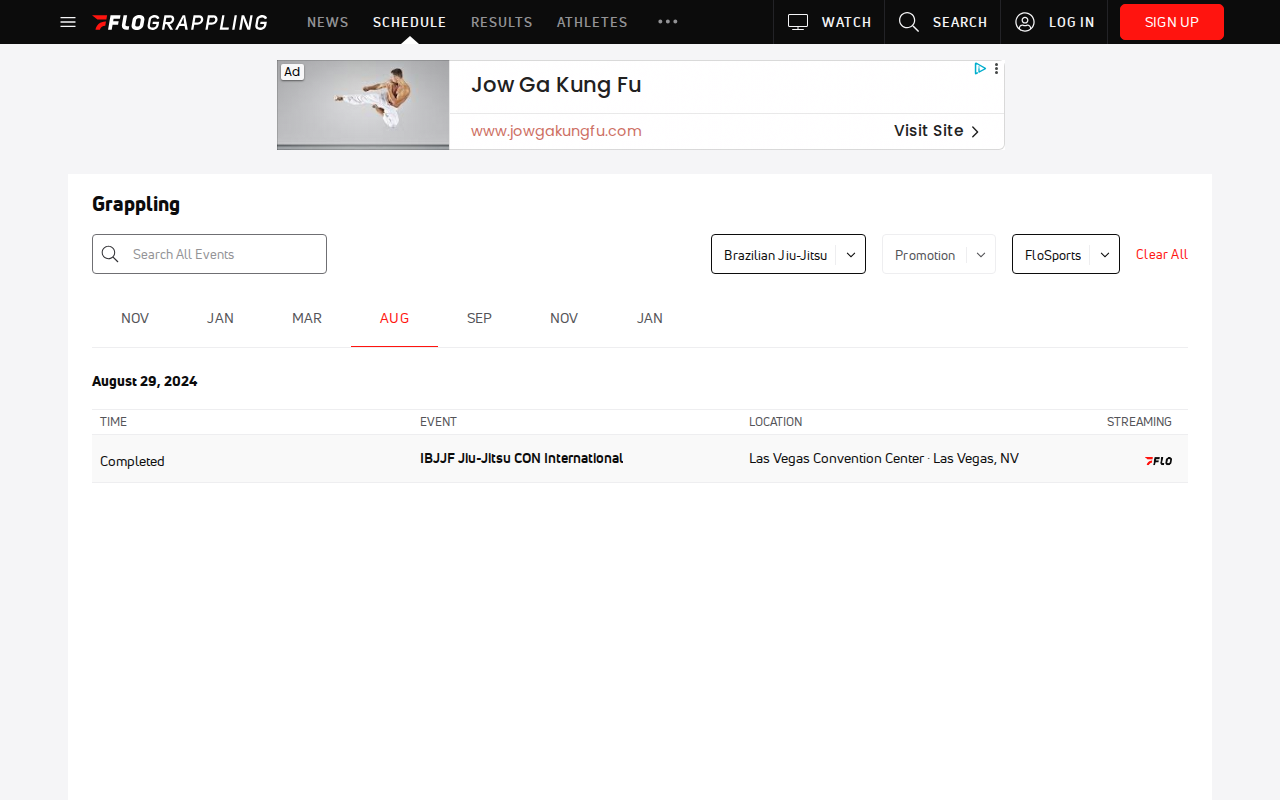 FLOGRAPPLING NEWS SCHEDULE RESULTS ATHLETES WATCH SEARCH LOG IN SIGN UP
Ad
Jow Ga Kung Fu
www.jowgakungfu.com Visit Site
Grappling
Search All Events Brazilian Jiu-Jitsu Promotion FloSports Clear All
NOV JAN MAR AUG SEP NOV JAN
August 29, 2024
TIME EVENT LOCATION STREAMING
Completed IBJJF Jiu-Jitsu CON International Las Vegas Convention Center · Las Vegas, NV FLO